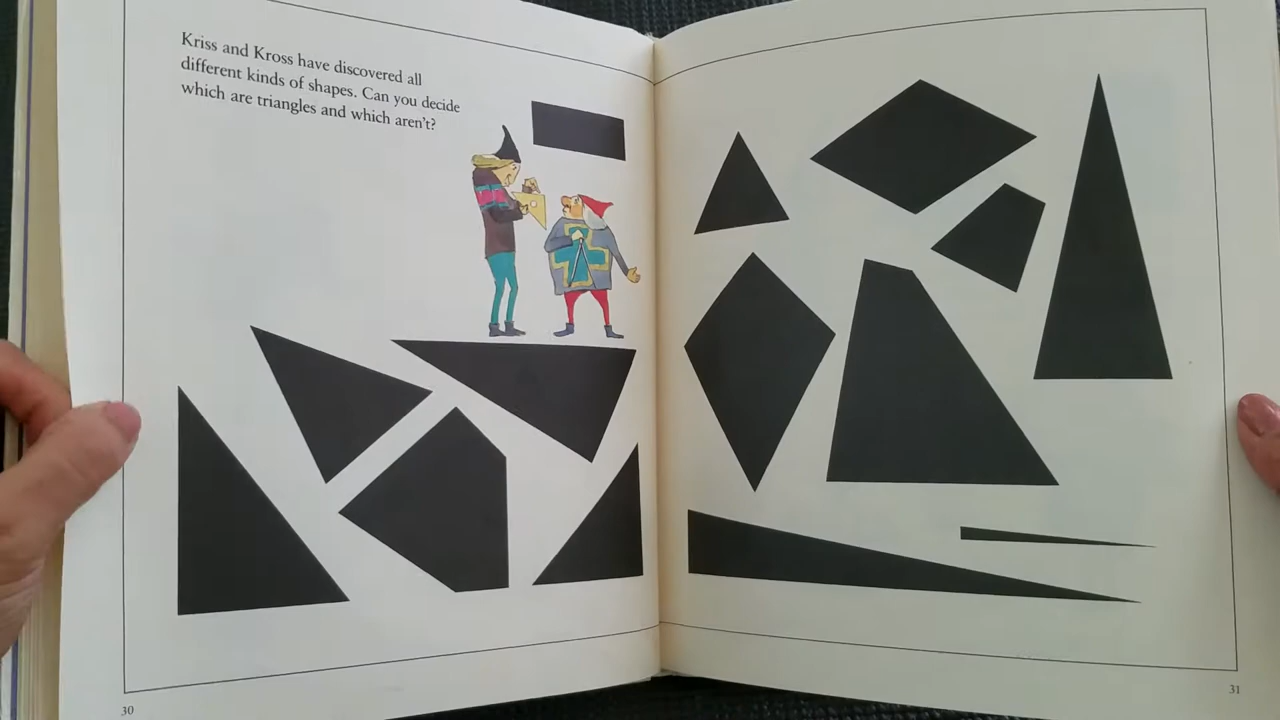 Kriss and Kross have discovered all
different kinds of shapes. Can you decide
which are triangles and which aren't?
30
31